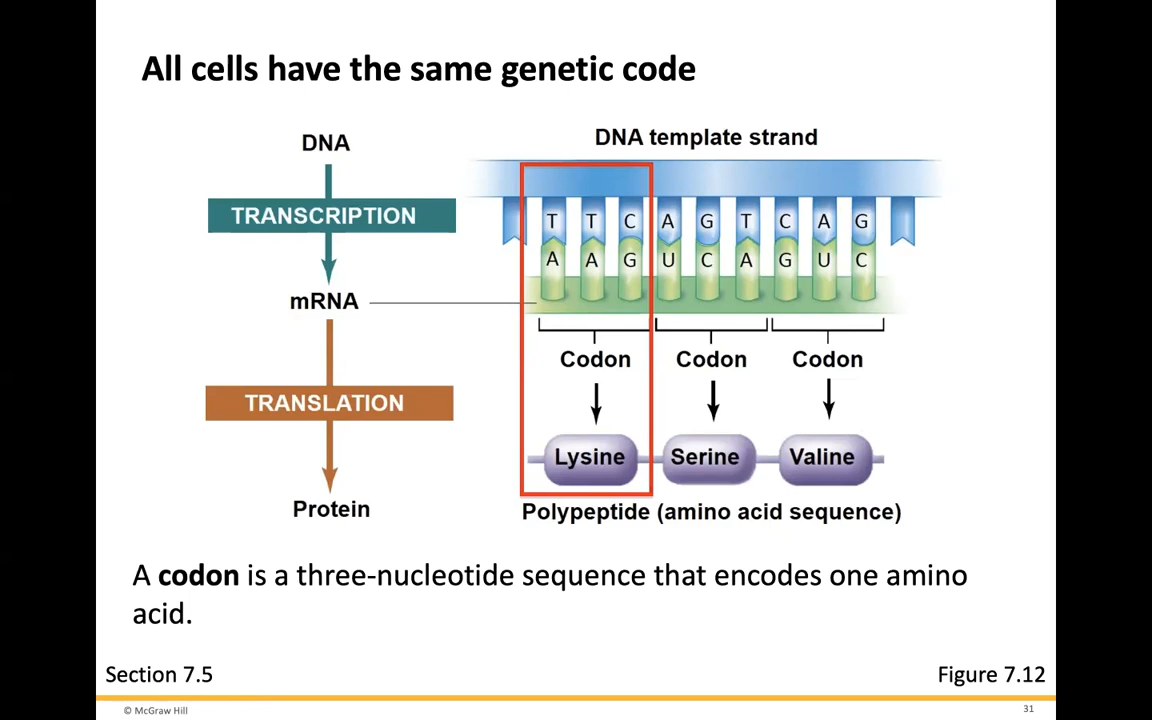 All cells have the same genetic code
DNA
TRANSCRIPTION
mRNA
TRANSLATION
Protein
DNA template strand
T T C A G T C A G
A A G U C A G U C
Codon Codon Codon
Lysine Serine Valine
Polypeptide (amino acid sequence)
A codon is a three-nucleotide sequence that encodes one amino
acid.
Section 7.5
Figure 7.12
© McGraw Hill
31